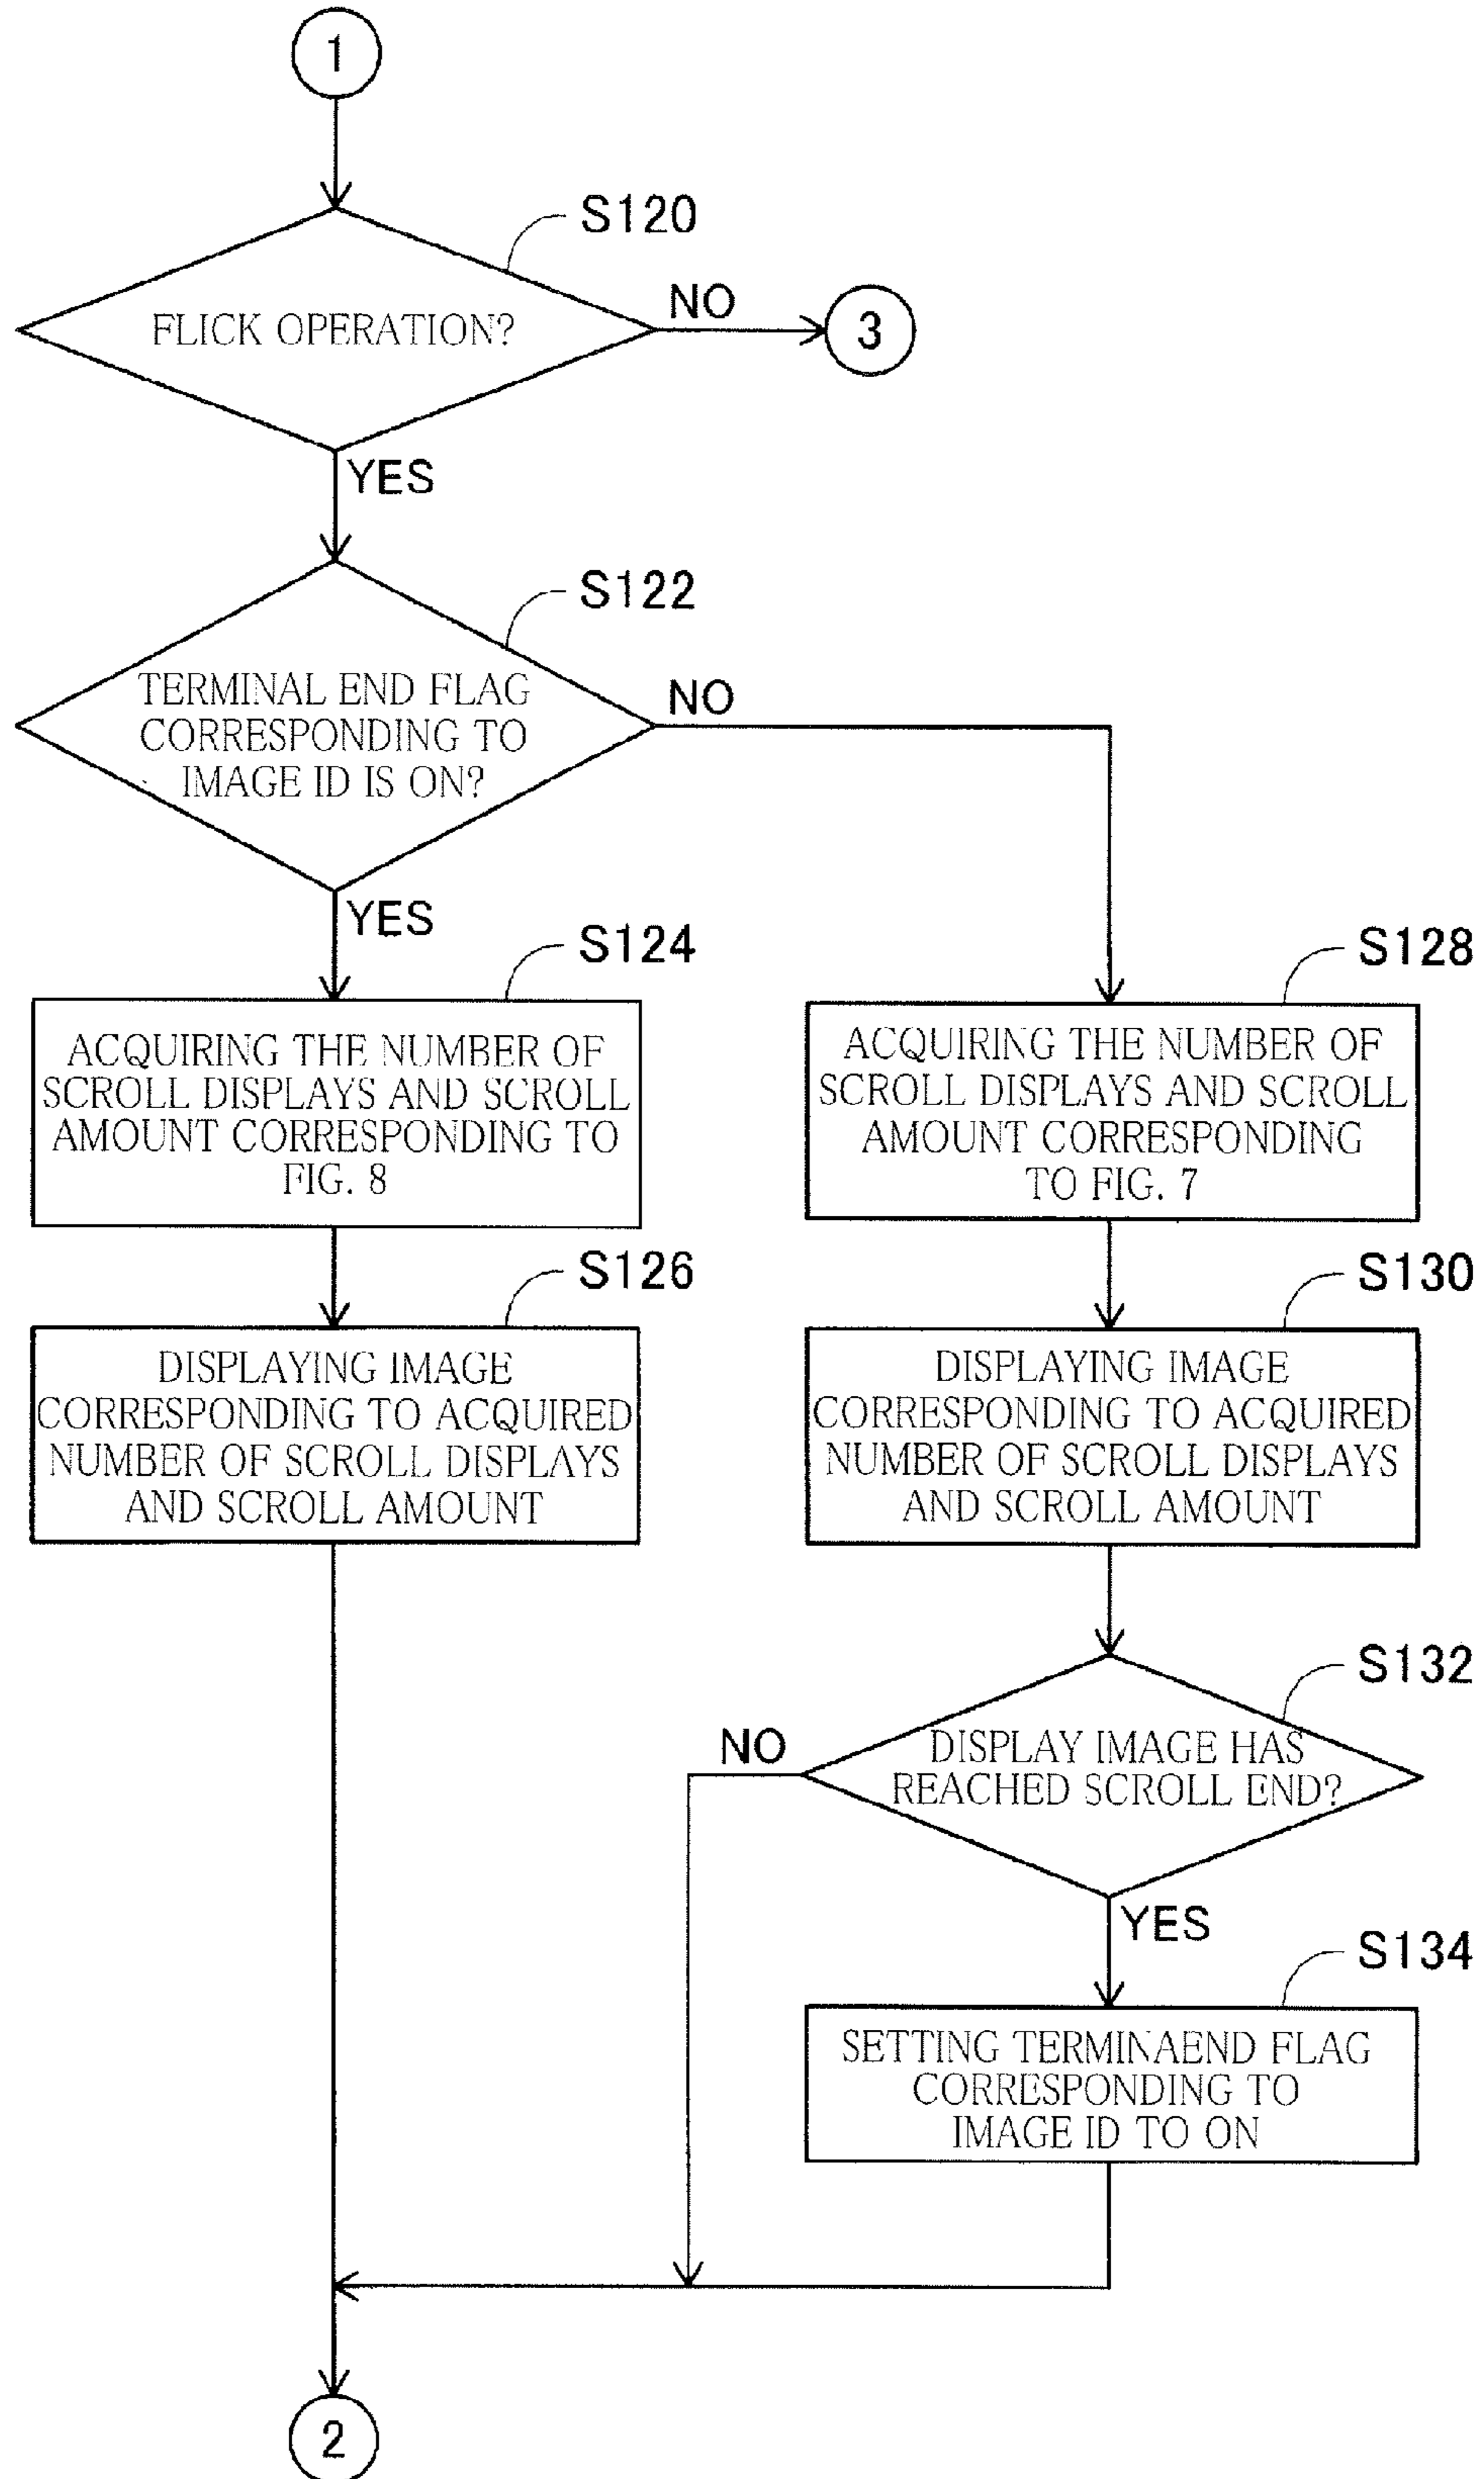 1
S120
FLICK OPERATION?
NO
3
YES
S122
TERMINAL END FLAG
CORRESPONDING TO
IMAGE ID IS ON?
NO
YES
S124
ACQUIRING THE NUMBER OF
SCROLL DISPLAYS AND SCROLL
AMOUNT CORRESPONDING TO
FIG. 8
S126
DISPLAYING IMAGE
CORRESPONDING TO ACQUIRED
NUMBER OF SCROLL DISPLAYS
AND SCROLL AMOUNT
S128
ACQUIRING THE NUMBER OF
SCROLL DISPLAYS AND SCROLL
AMOUNT CORRESPONDING
TO FIG. 7
S130
DISPLAYING IMAGE
CORRESPONDING TO ACQUIRED
NUMBER OF SCROLL DISPLAYS
AND SCROLL AMOUNT
S132
DISPLAY IMAGE HAS
REACHED SCROLL END?
NO
YES
S134
SETTING TERMINAEND FLAG
CORRESPONDING TO
IMAGE ID TO ON
2